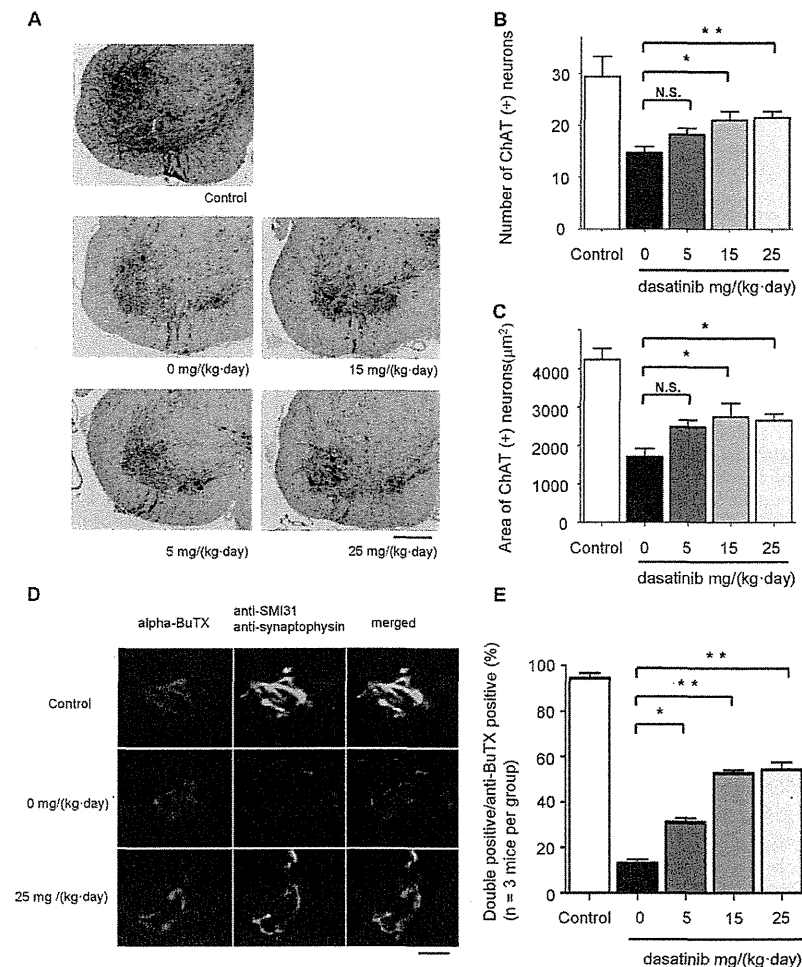 A
Control
0 mg/(kg·day)
15 mg/(kg·day)
5 mg/(kg·day)
25 mg/(kg·day)
B
Number of ChAT (+) neurons
30
20
10
0
N.S.
*
* *
Control
0
5
15
25
dasatinib mg/(kg·day)
C
Area of ChAT (+) neurons(μm²)
4000
3000
2000
1000
0
N.S.
*
*
Control
0
5
15
25
dasatinib mg/(kg·day)
D
alpha-BuTX
anti-SMI31
anti-synaptophysin
merged
Control
0 mg/(kg·day)
25 mg /(kg·day)
E
Double positive/anti-BuTX positive (%)
(n = 3 mice per group)
100
80
60
40
20
0
*
* *
* *
Control
0
5
15
25
dasatinib mg/(kg·day)